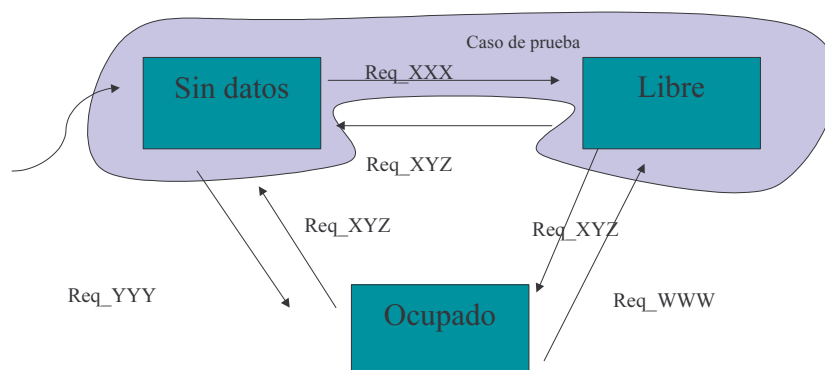 Caso de prueba
Sin datos
Req_XXX
Libre
Req_XYZ
Req_XYZ
Req_XYZ
Req_YYY
Ocupado
Req_WWW